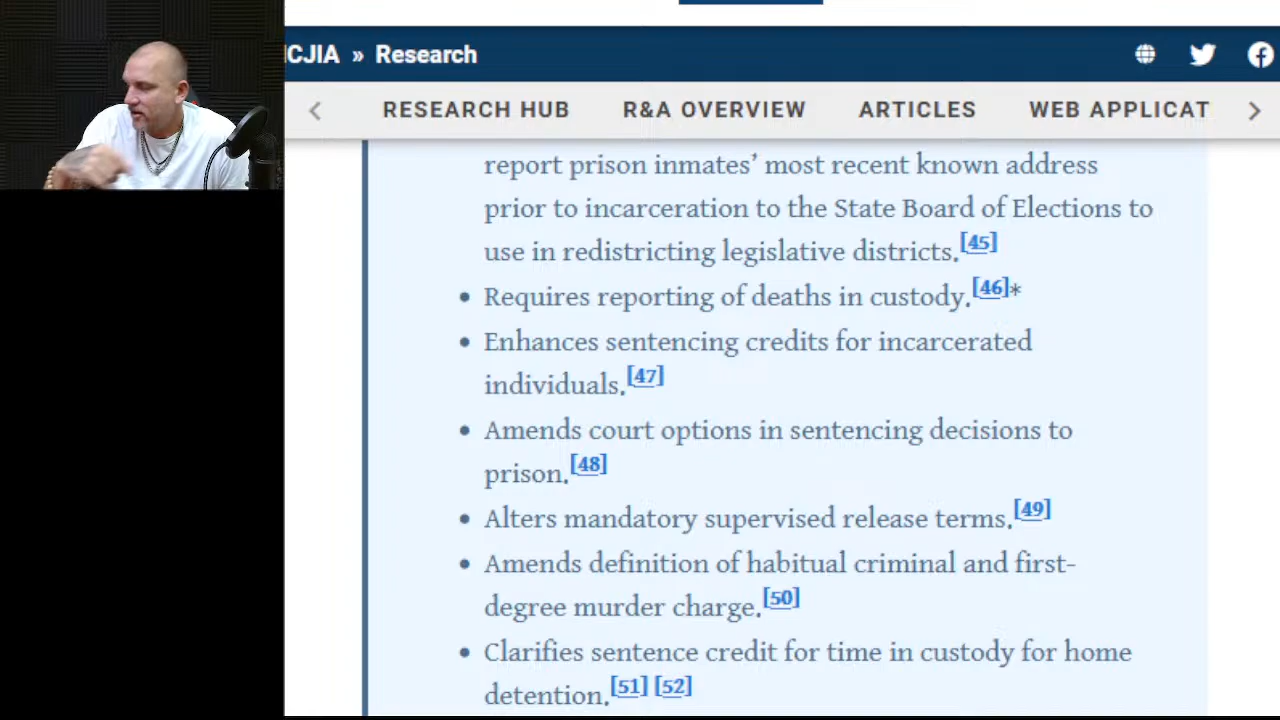 ICJIA » Research
RESEARCH HUB R&A OVERVIEW ARTICLES WEB APPLICAT
report prison inmates’ most recent known address
prior to incarceration to the State Board of Elections to
use in redistricting legislative districts.[45]
• Requires reporting of deaths in custody.[46]*
• Enhances sentencing credits for incarcerated
individuals.[47]
• Amends court options in sentencing decisions to
prison.[48]
• Alters mandatory supervised release terms.[49]
• Amends definition of habitual criminal and first-
degree murder charge.[50]
• Clarifies sentence credit for time in custody for home
detention.[51] [52]